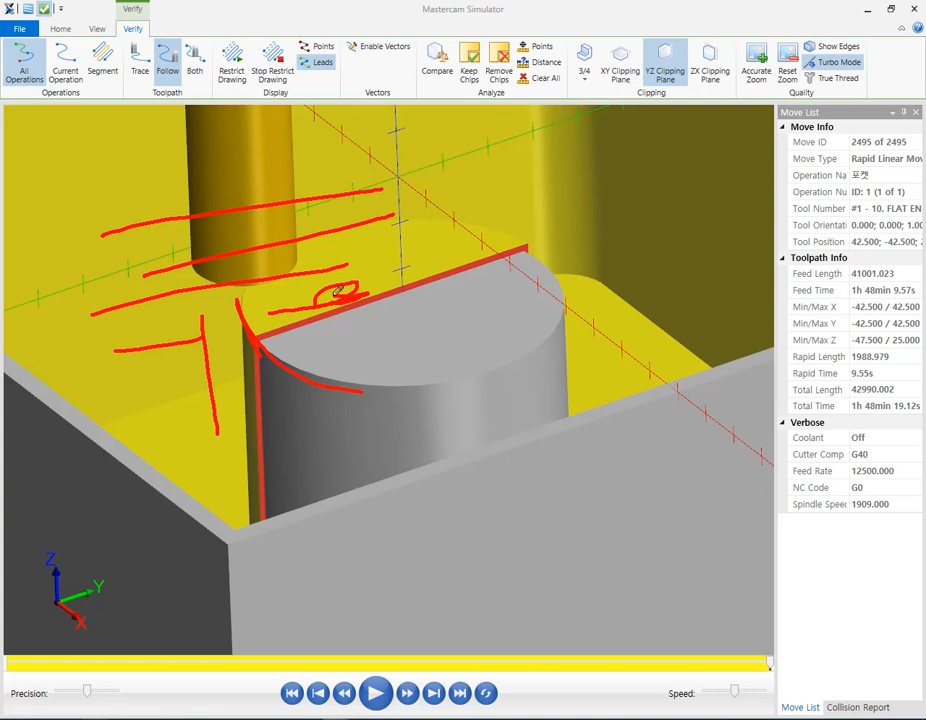 Verify
Mastercam Simulator
File Home View Verify
All Operations
Current Operation
Segment
Operations
Trace
Follow
Both
Toolpath
Restrict Drawing
Stop Restrict Drawing
Points
Leads
Display
Enable Vectors
Vectors
Compare
Keep Chips
Remove Chips
Points
Distance
Clear All
Analyze
3/4
XY Clipping Plane
YZ Clipping Plane
ZX Clipping Plane
Clipping
Accurate Zoom
Reset Zoom
Show Edges
Turbo Mode
True Thread
Quality
Move List
Move Info
Move ID 2495 of 2495
Move Type Rapid Linear Mov
Operation Na 포켓
Operation Nu ID: 1 (1 of 1)
Tool Number #1 - 10. FLAT EN
Tool Orientati 0.000; 0.000; 1.00
Tool Position 42.500; -42.500;
Toolpath Info
Feed Length 41001.023
Feed Time 1h 48min 9.57s
Min/Max X -42.500 / 42.500
Min/Max Y -42.500 / 42.500
Min/Max Z -47.500 / 25.000
Rapid Length 1988.979
Rapid Time 9.55s
Total Length 42990.002
Total Time 1h 48min 19.12s
Verbose
Coolant Off
Cutter Comp G40
Feed Rate 12500.000
NC Code G0
Spindle Speed 1909.000
Z
Y
X
Precision:
Speed:
Move List Collision Report